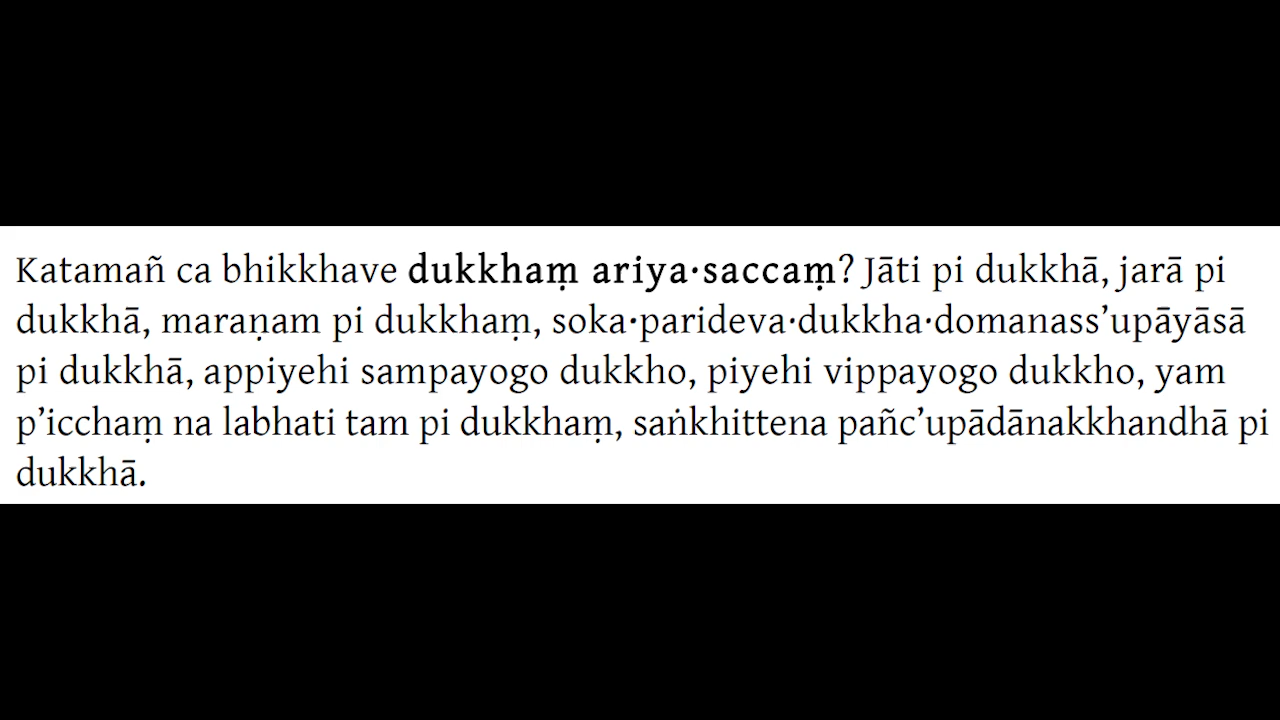 Katamañ ca bhikkhave dukkhaṃ ariya·saccaṃ? Jāti pi dukkhā, jarā pi
dukkhā, maraṇam pi dukkhaṃ, soka·parideva·dukkha·domanass’upāyāsā
pi dukkhā, appiyehi sampayogo dukkho, piyehi vippayogo dukkho, yam
p’icchaṃ na labhati tam pi dukkhaṃ, saṅkhittena pañc’upādānakkhandhā pi
dukkhā.